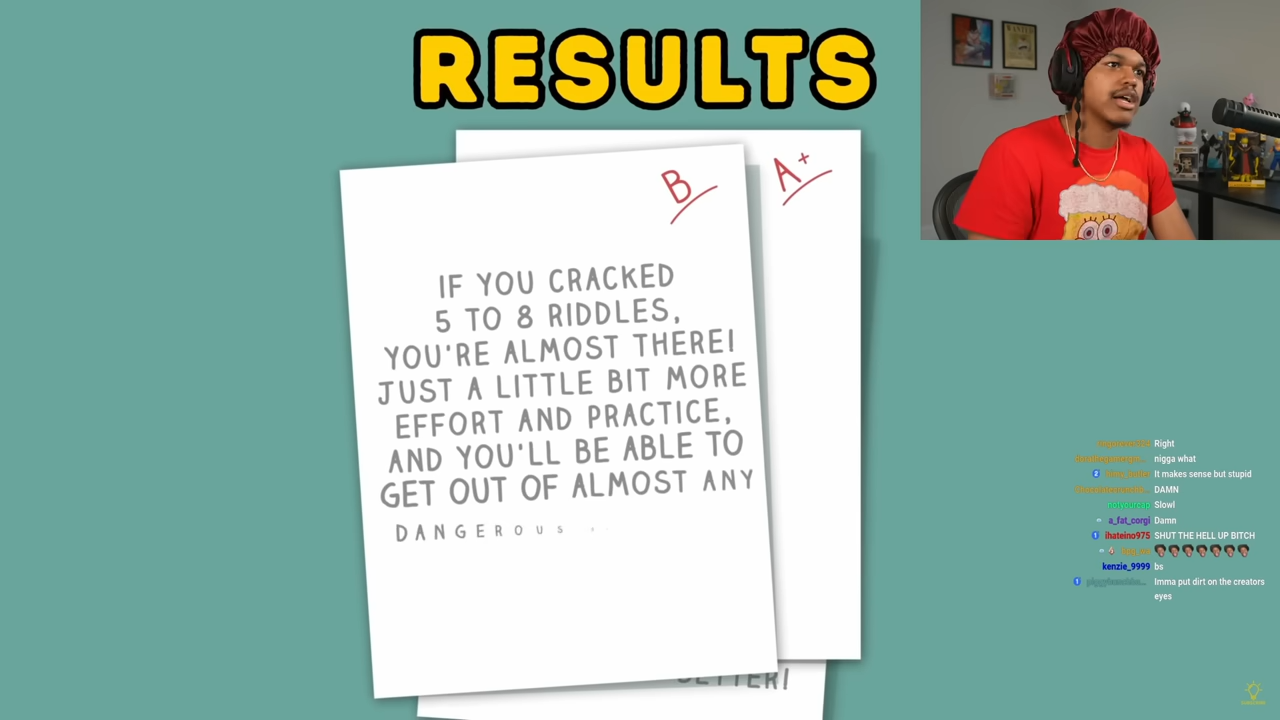 RESULTS
WANTED
B
A+
IF YOU CRACKED
5 TO 8 RIDDLES,
YOU'RE ALMOST THERE!
JUST A LITTLE BIT MORE
EFFORT AND PRACTICE,
AND YOU'LL BE ABLE TO
GET OUT OF ALMOST ANY
DANGEROUS
Right
nigga what
It makes sense but stupid
DAMN
notyourcup Slowl
a_fat_corgi Damn
ihateino975 SHUT THE HELL UP BITCH
kenzie_9999 bs
Imma put dirt on the creators
eyes